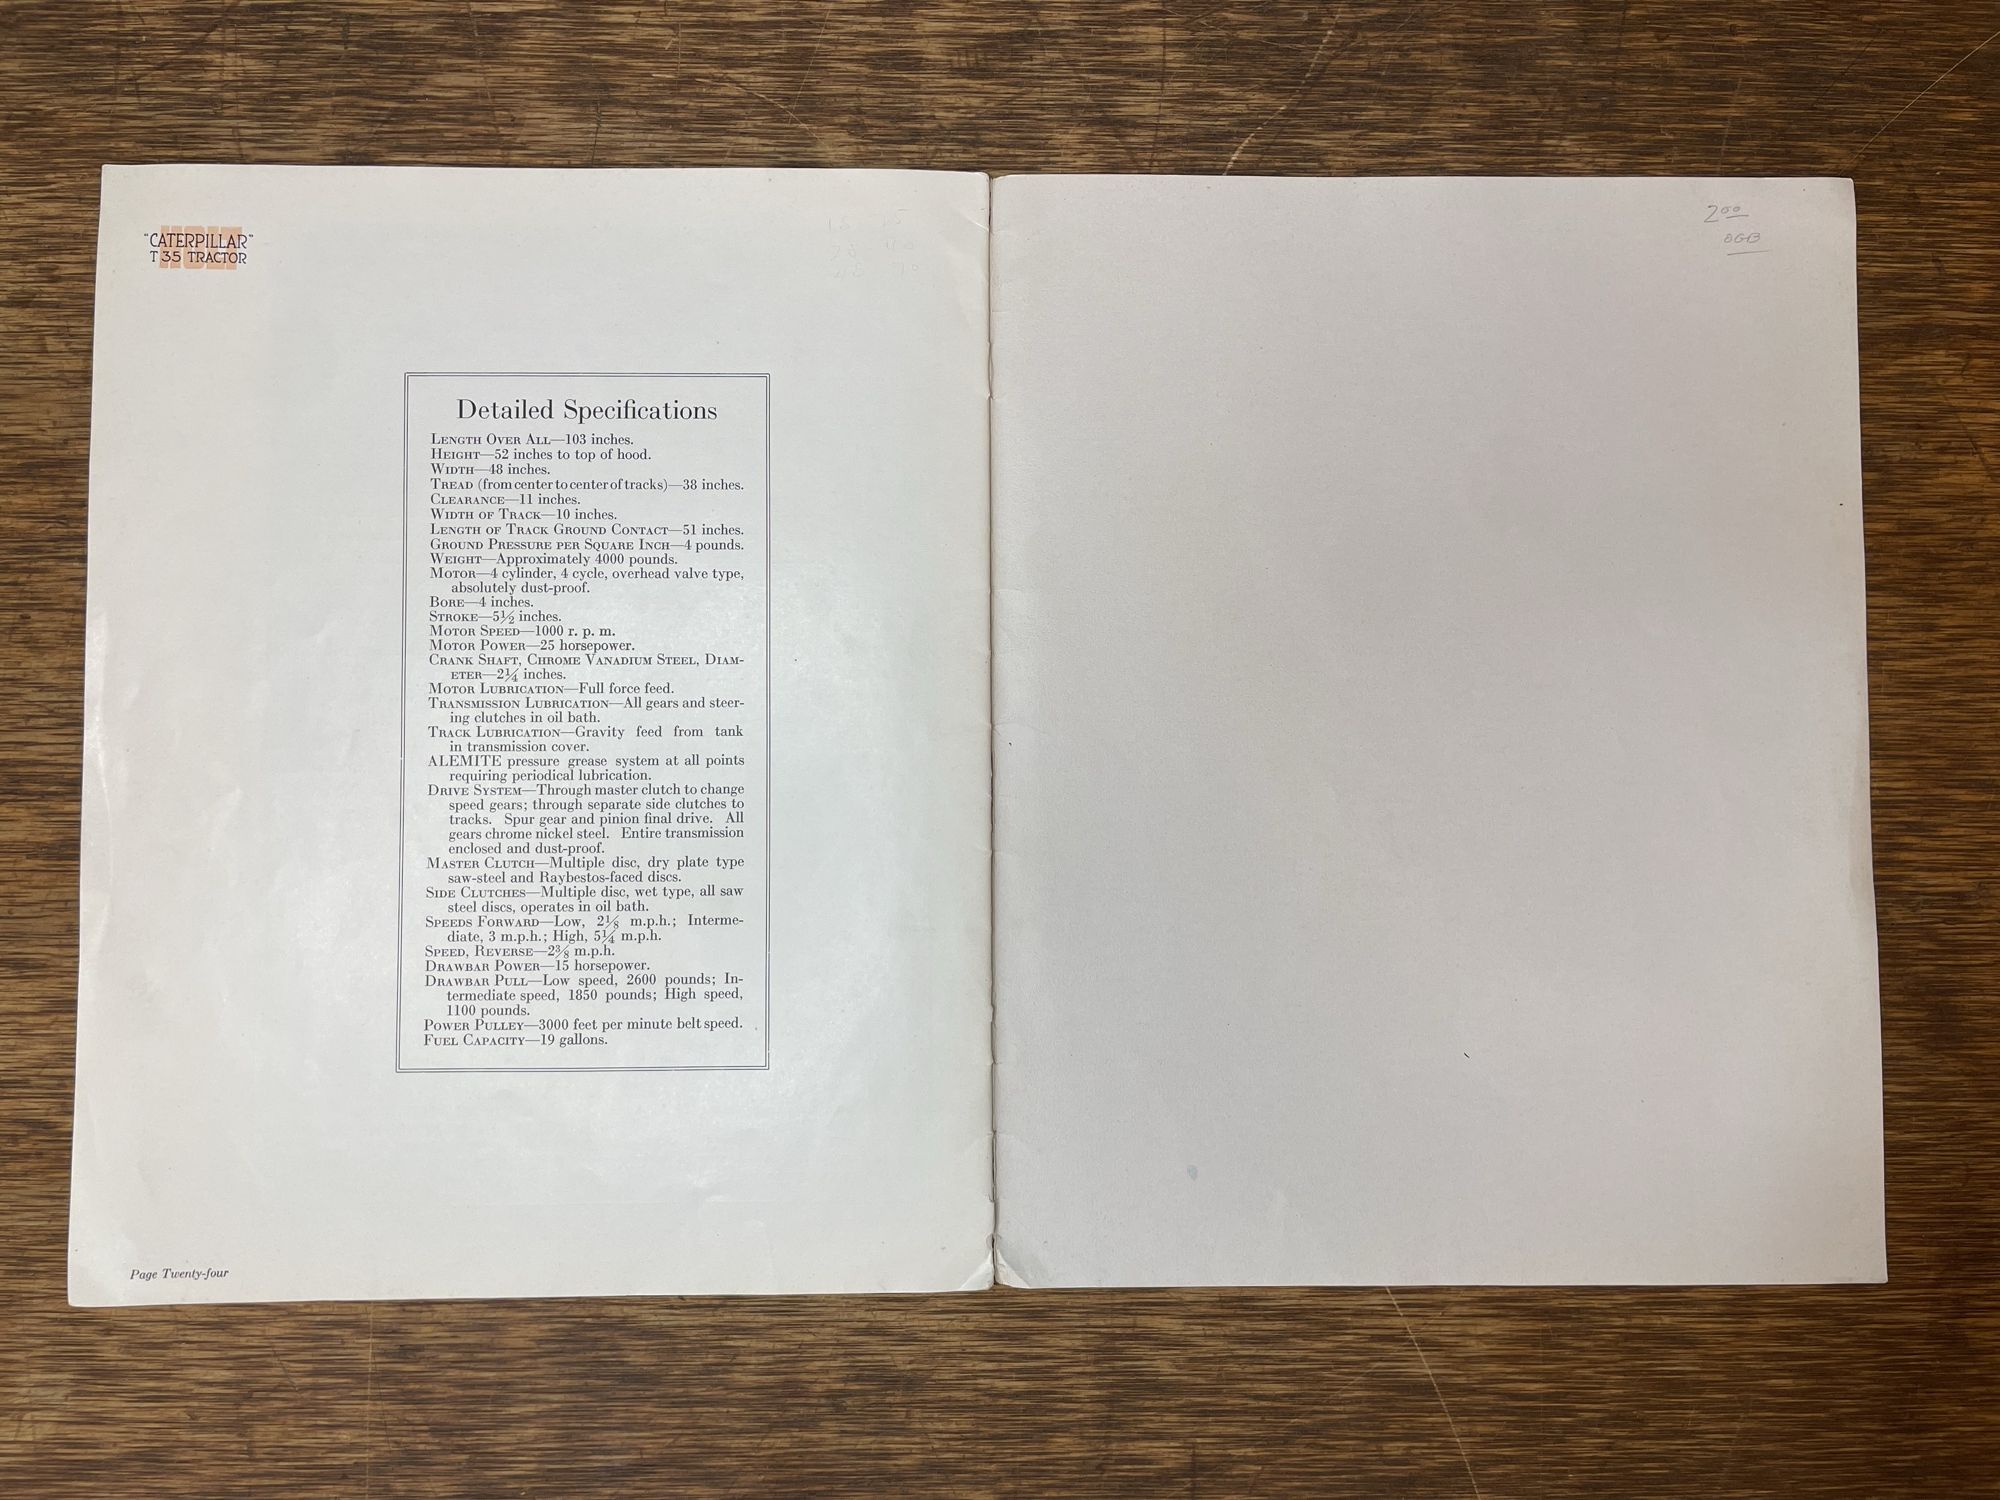 HOLT
"CATERPILLAR"
T 35 TRACTOR
Detailed Specifications
LENGTH OVER ALL—103 inches.
HEIGHT—52 inches to top of hood.
WIDTH—48 inches.
TREAD (from center to center of tracks)—38 inches.
CLEARANCE—11 inches.
WIDTH OF TRACK—10 inches.
LENGTH OF TRACK GROUND CONTACT—51 inches.
GROUND PRESSURE PER SQUARE INCH—4 pounds.
WEIGHT—Approximately 4000 pounds.
MOTOR—4 cylinder, 4 cycle, overhead valve type,
absolutely dust-proof.
BORE—4 inches.
STROKE—5½ inches.
MOTOR SPEED—1000 r. p. m.
MOTOR POWER—25 horsepower.
CRANK SHAFT, CHROME VANADIUM STEEL, DIAM-
ETER—2¼ inches.
MOTOR LUBRICATION—Full force feed.
TRANSMISSION LUBRICATION—All gears and steer-
ing clutches in oil bath.
TRACK LUBRICATION—Gravity feed from tank
in transmission cover.
ALEMITE pressure grease system at all points
requiring periodical lubrication.
DRIVE SYSTEM—Through master clutch to change
speed gears; through separate side clutches to
tracks. Spur gear and pinion final drive. All
gears chrome nickel steel. Entire transmission
enclosed and dust-proof.
MASTER CLUTCH—Multiple disc, dry plate type
saw-steel and Raybestos-faced discs.
SIDE CLUTCHES—Multiple disc, wet type, all saw
steel discs, operates in oil bath.
SPEEDS FORWARD—Low, 2⅛ m.p.h.; Interme-
diate, 3 m.p.h.; High, 5¼ m.p.h.
SPEED, REVERSE—2⅜ m.p.h.
DRAWBAR POWER—15 horsepower.
DRAWBAR PULL—Low speed, 2600 pounds; In-
termediate speed, 1850 pounds; High speed,
1100 pounds.
POWER PULLEY—3000 feet per minute belt speed.
FUEL CAPACITY—19 gallons.
Page Twenty-four
2⁰⁰